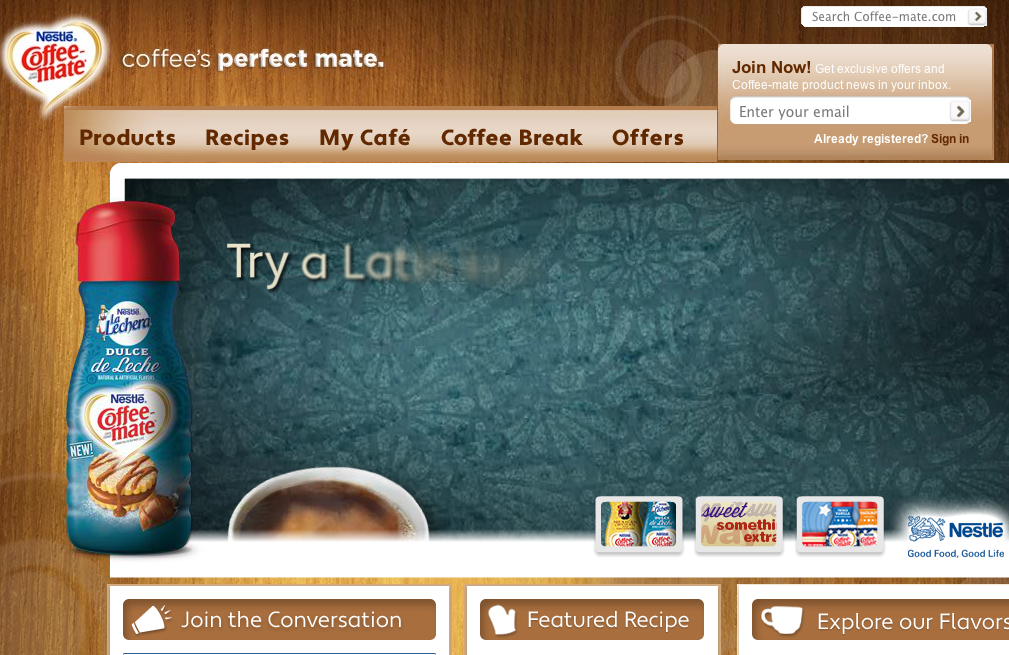 Search Coffee-mate.com
Nestlé
Coffee-
mate
coffee's perfect mate.
Join Now! Get exclusive offers and
Coffee-mate product news in your inbox.
Enter your email
Already registered? Sign in
Products Recipes My Café Coffee Break Offers
Try a Lat
Nestlé
La
Lechera
DULCE
de Leche
NATURAL & ARTIFICIAL FLAVORS
Nestlé
Coffee-
mate
NEW!
sweet
somethi
extra
Nestlé
Good Food, Good Life
Join the Conversation
Featured Recipe
Explore our Flavors